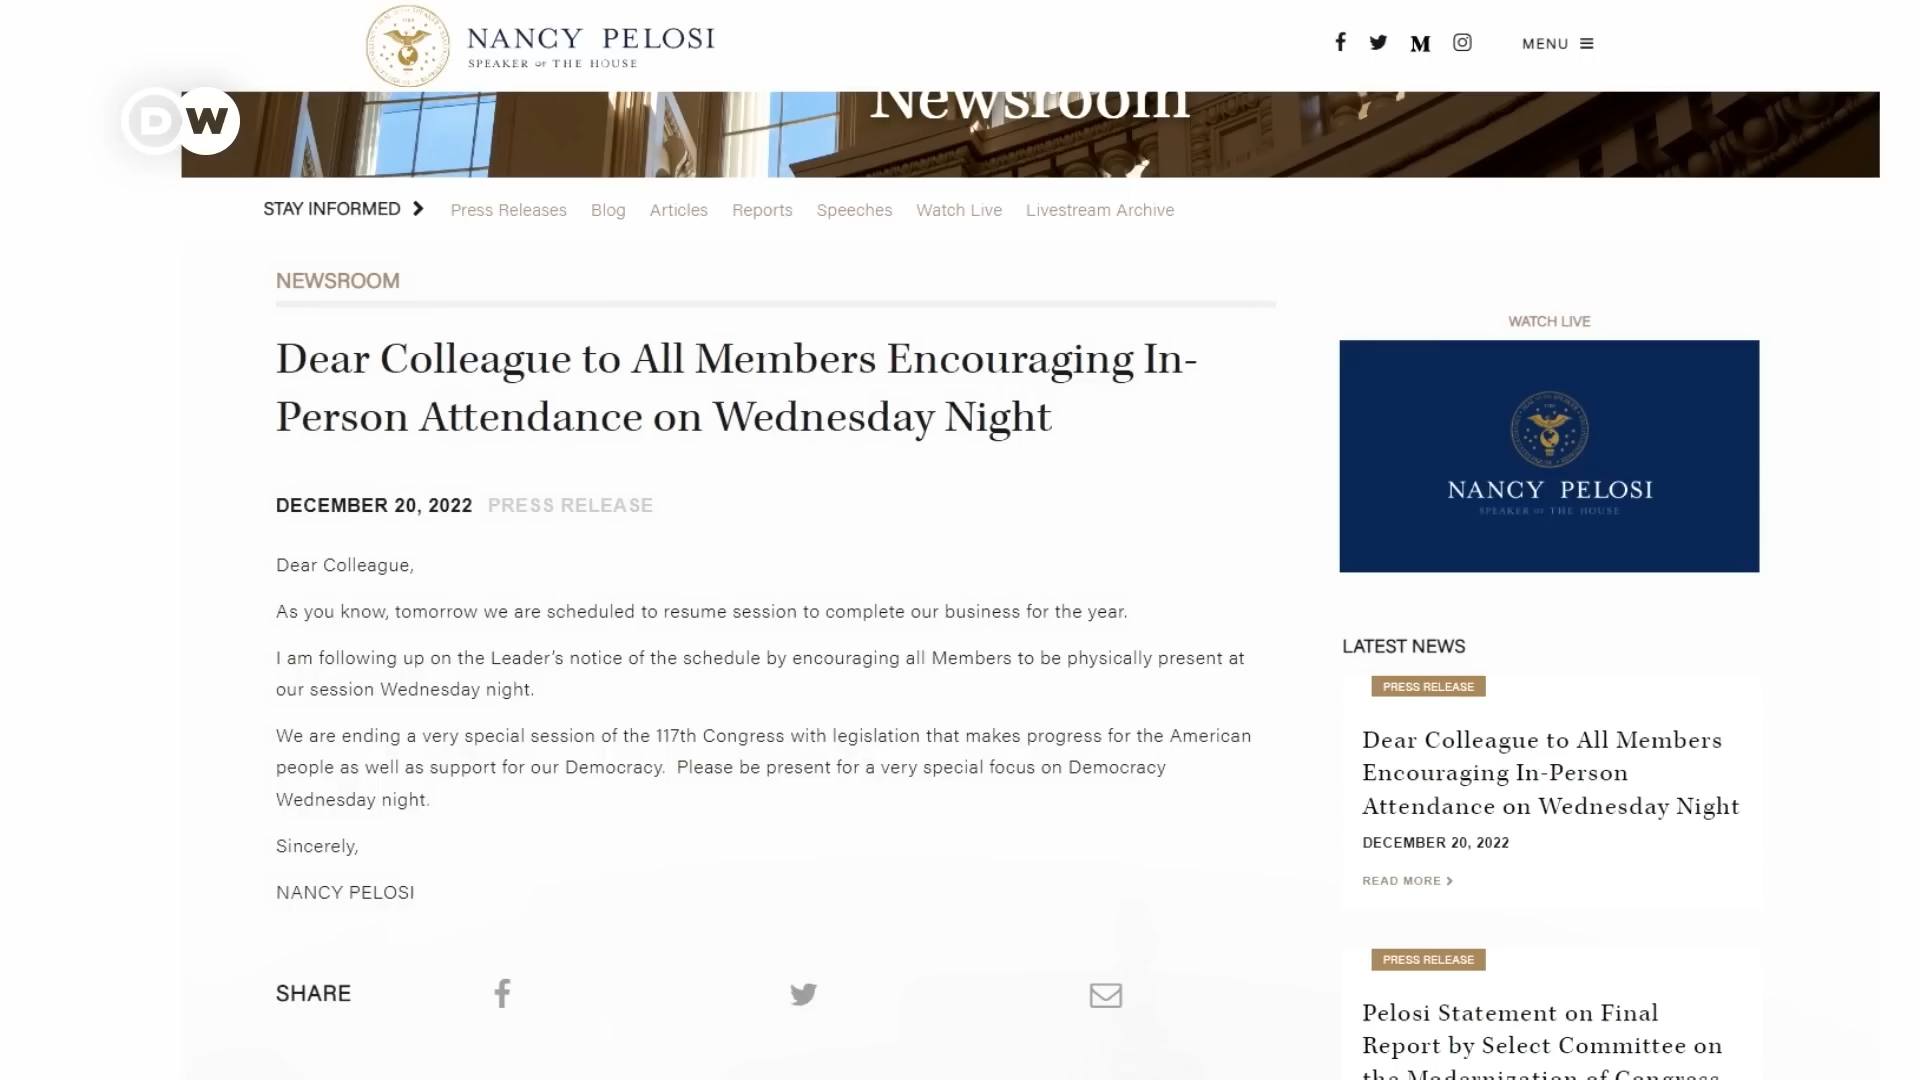 NANCY PELOSI
SPEAKER OF THE HOUSE
MENU
DW
Newsroom
STAY INFORMED
Press Releases
Blog
Articles
Reports
Speeches
Watch Live
Livestream Archive
NEWSROOM
Dear Colleague to All Members Encouraging In-
Person Attendance on Wednesday Night
DECEMBER 20, 2022 PRESS RELEASE
Dear Colleague,
As you know, tomorrow we are scheduled to resume session to complete our business for the year.
I am following up on the Leader’s notice of the schedule by encouraging all Members to be physically present at
our session Wednesday night.
We are ending a very special session of the 117th Congress with legislation that makes progress for the American
people as well as support for our Democracy.  Please be present for a very special focus on Democracy
Wednesday night.
Sincerely,
NANCY PELOSI
SHARE
WATCH LIVE
NANCY PELOSI
SPEAKER OF THE HOUSE
LATEST NEWS
PRESS RELEASE
Dear Colleague to All Members
Encouraging In-Person
Attendance on Wednesday Night
DECEMBER 20, 2022
READ MORE
PRESS RELEASE
Pelosi Statement on Final
Report by Select Committee on
the Modernization of Congress